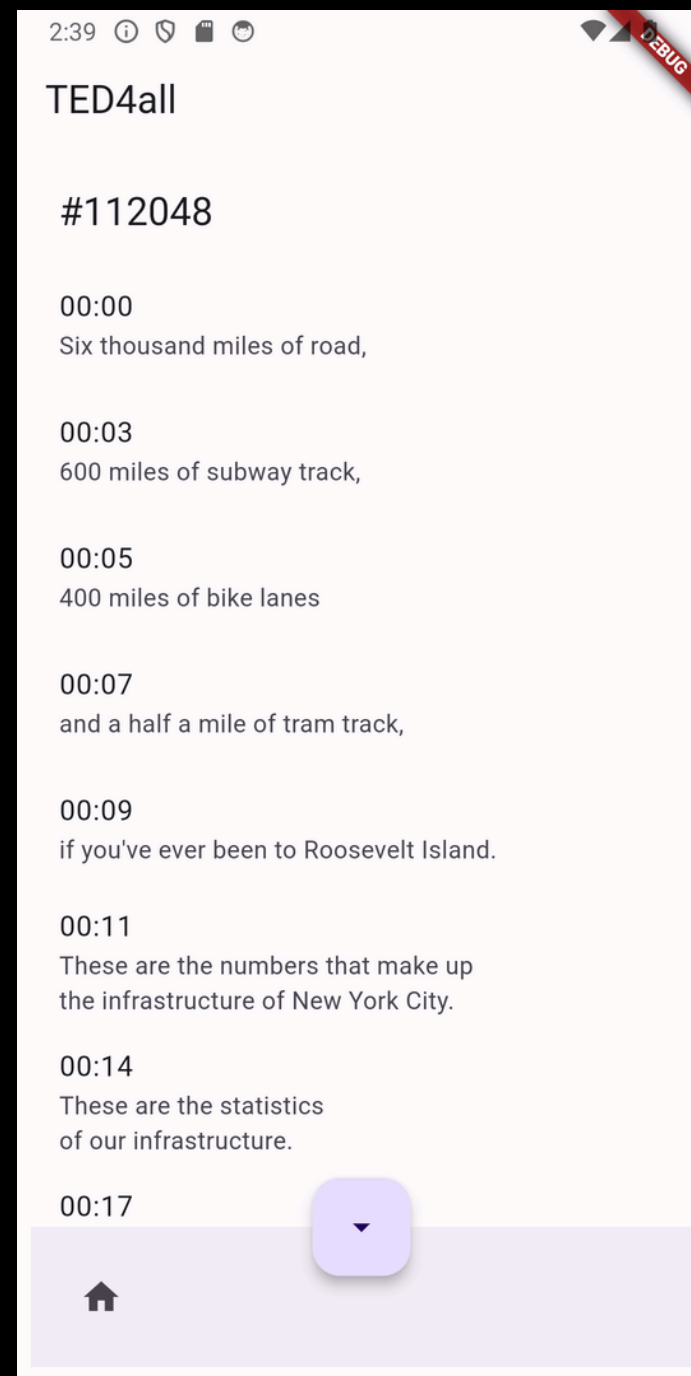 2:39
DEBUG
TED4all
#112048
00:00
Six thousand miles of road,
00:03
600 miles of subway track,
00:05
400 miles of bike lanes
00:07
and a half a mile of tram track,
00:09
if you've ever been to Roosevelt Island.
00:11
These are the numbers that make up
the infrastructure of New York City.
00:14
These are the statistics
of our infrastructure.
00:17